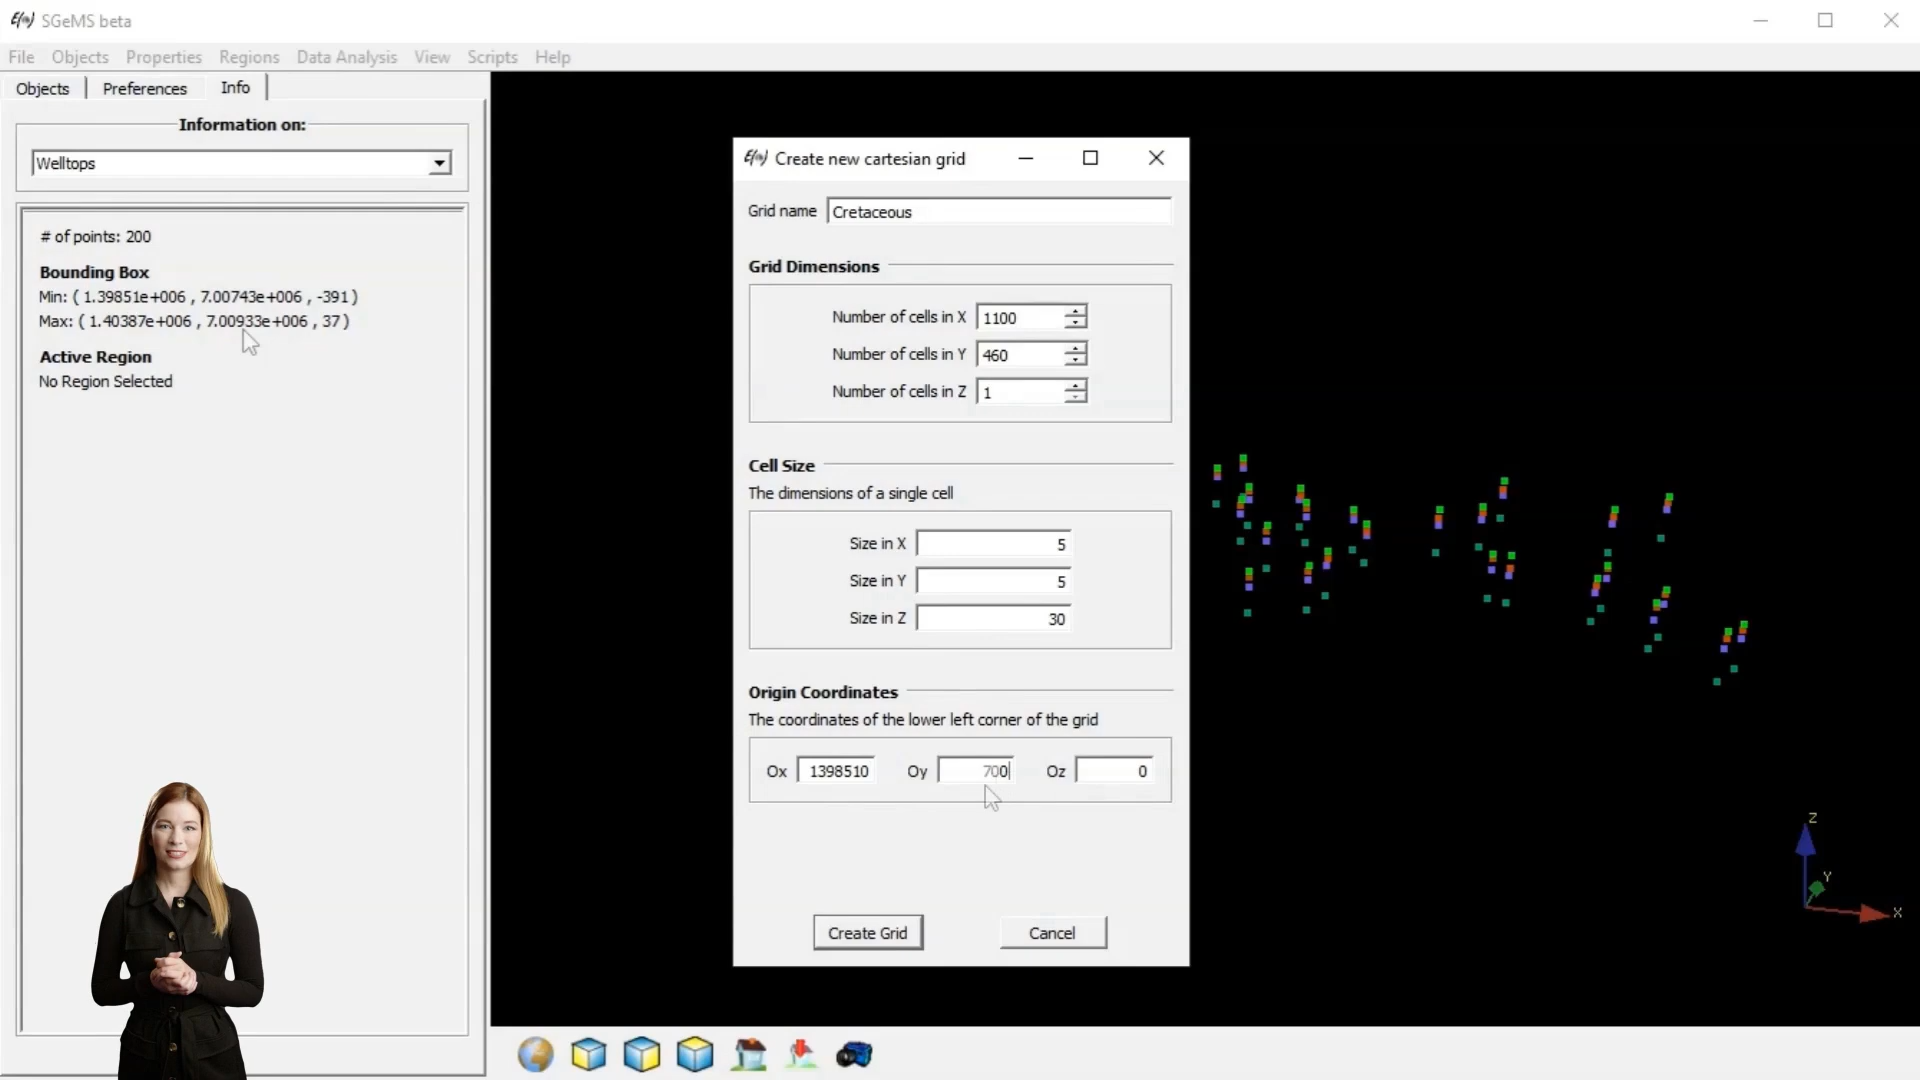 SGeMS beta
File Objects Properties Regions Data Analysis View Scripts Help
Objects Preferences Info
Information on:
Welltops
# of points: 200
Bounding Box
Min: ( 1.39851e+006 , 7.00743e+006 , -391 )
Max: ( 1.40387e+006 , 7.00933e+006 , 37 )
Active Region
No Region Selected
Create new cartesian grid
Grid name Cretaceous
Grid Dimensions
Number of cells in X 1100
Number of cells in Y 460
Number of cells in Z 1
Cell Size
The dimensions of a single cell
Size in X 5
Size in Y 5
Size in Z 30
Origin Coordinates
The coordinates of the lower left corner of the grid
Ox 1398510 Oy 700 Oz 0
Create Grid Cancel
Z
Y
X